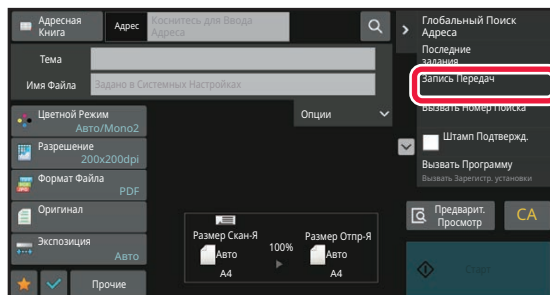 Адресная
Книга
Адрес
Коснитесь для Ввода
Адреса
Тема
Имя Файла
Задано в Системных Настройках
Цветной Режим
Авто/Mono2
Разрешение
200x200dpi
Формат Файла
PDF
Оригинал
Экспозиция
Авто
Прочие
Опции
Размер Скан-Я
Авто
A4
100%
Размер Отпр-Я
Авто
A4
Глобальный Поиск
Адреса
Последние
задания
Запись Передач
Вызвать Номер Поиска
Штамп Подтвержд.
Вызвать Программу
Вызвать Зарегистр. установки
Предварит.
Просмотр
CA
Старт